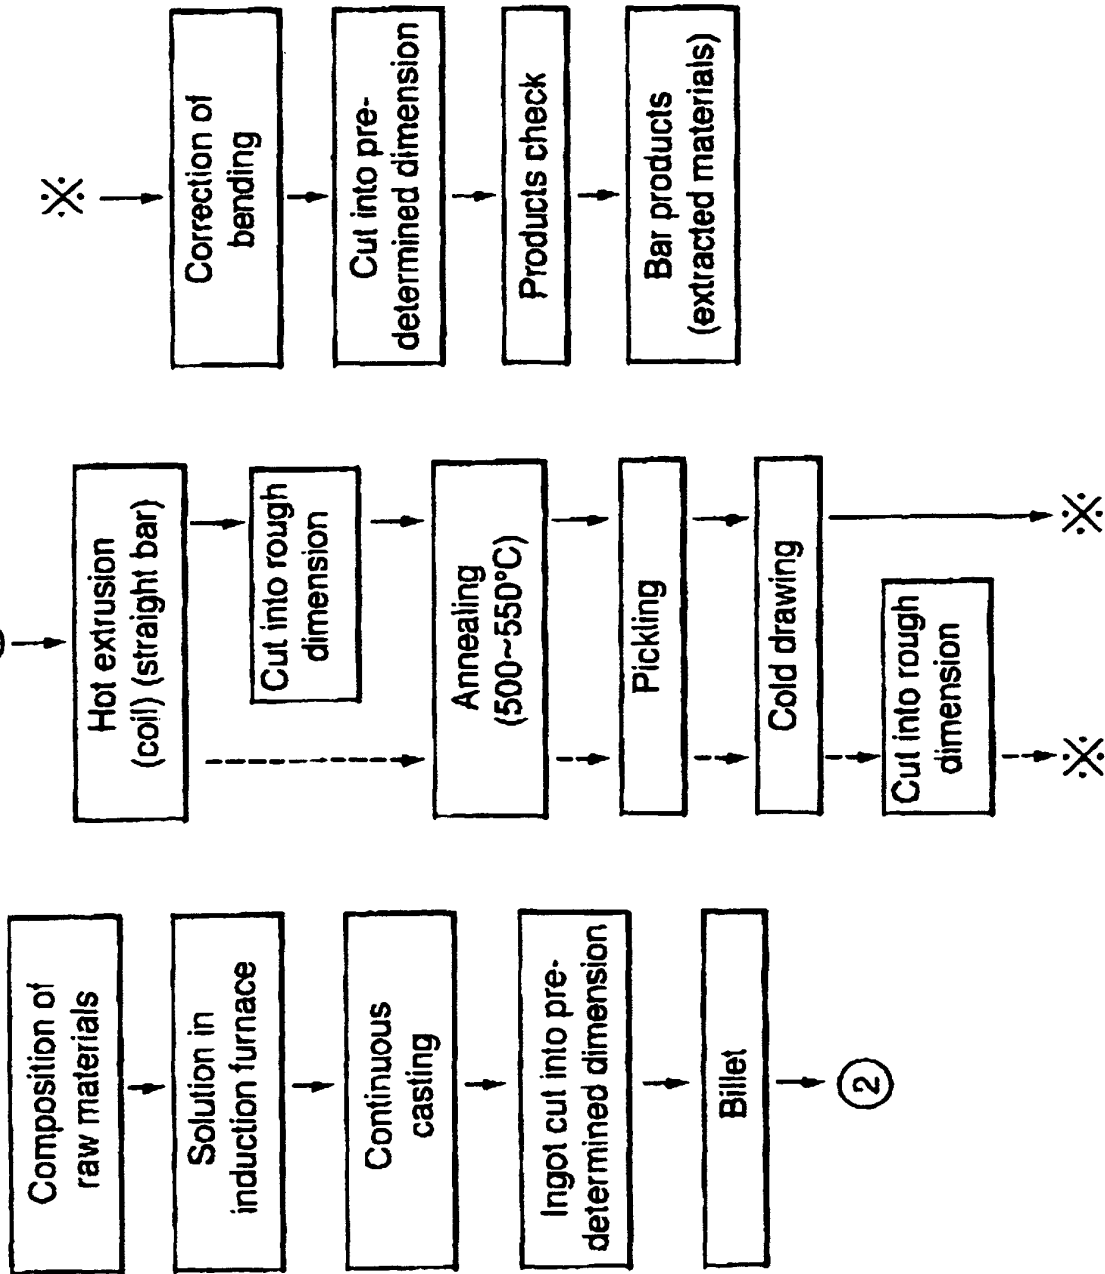 Composition of
raw materials
Solution in
induction furnace
Continuous
casting
Ingot cut into pre-
determined dimension
Billet
2
Hot extrusion
(coil) (straight bar)
Cut into rough
dimension
Annealing
(500~550°C)
Pickling
Cold drawing
Cut into rough
dimension
※
※
※
Correction of
bending
Cut into pre-
determined dimension
Products check
Bar products
(extracted materials)